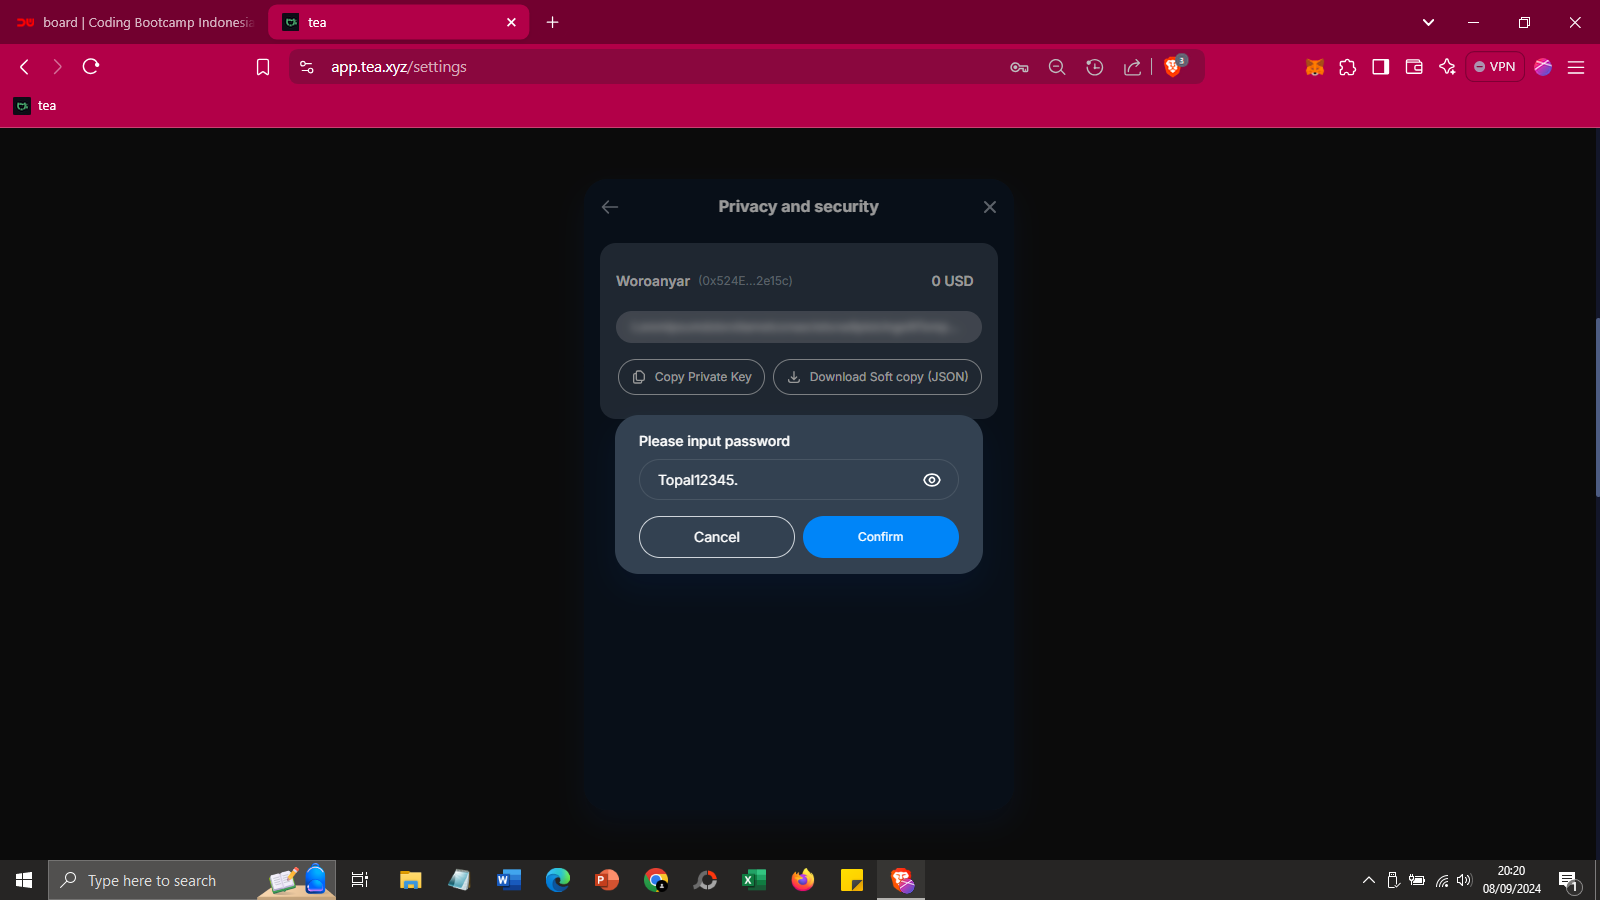 board | Coding Bootcamp Indonesia
tea
app.tea.xyz/settings
3
VPN
tea
Privacy and security
Woroanyar (0x524E...2e15c) 0 USD
Copy Private Key Download Soft copy (JSON)
Please input password
Topal12345.
Cancel Confirm
Type here to search
20:20
08/09/2024
1